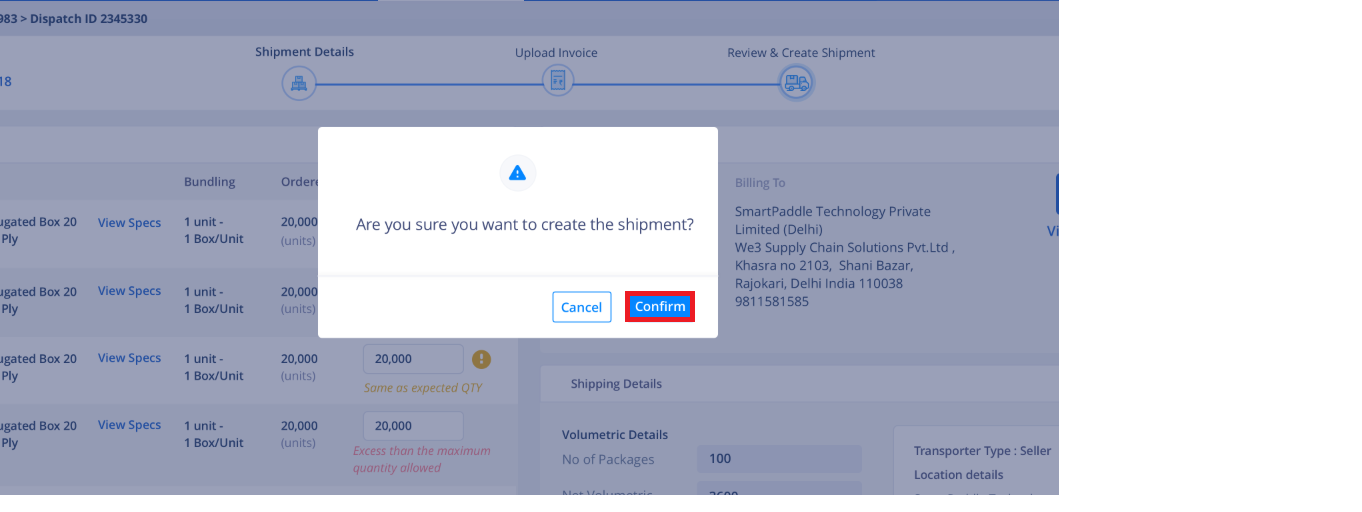 983 > Dispatch ID 2345330
Shipment Details
Upload Invoice
Review & Create Shipment
18
Bundling
Billing To
ugated Box 20
Ply
View Specs
1 unit -
1 Box/Unit
20,000
(units)
Are you sure you want to create the shipment?
SmartPaddle Technology Private
Limited (Delhi)
We3 Supply Chain Solutions Pvt.Ltd ,
Khasra no 2103, Shani Bazar,
Rajokari, Delhi India 110038
9811581585
ugated Box 20
Ply
View Specs
1 unit -
1 Box/Unit
20,000
(units)
Cancel
Confirm
ugated Box 20
Ply
View Specs
1 unit -
1 Box/Unit
20,000
(units)
20,000
Same as expected QTY
Shipping Details
ugated Box 20
Ply
View Specs
1 unit -
1 Box/Unit
20,000
(units)
20,000
Excess than the maximum
quantity allowed
Volumetric Details
No of Packages
100
Transporter Type : Seller
Location details